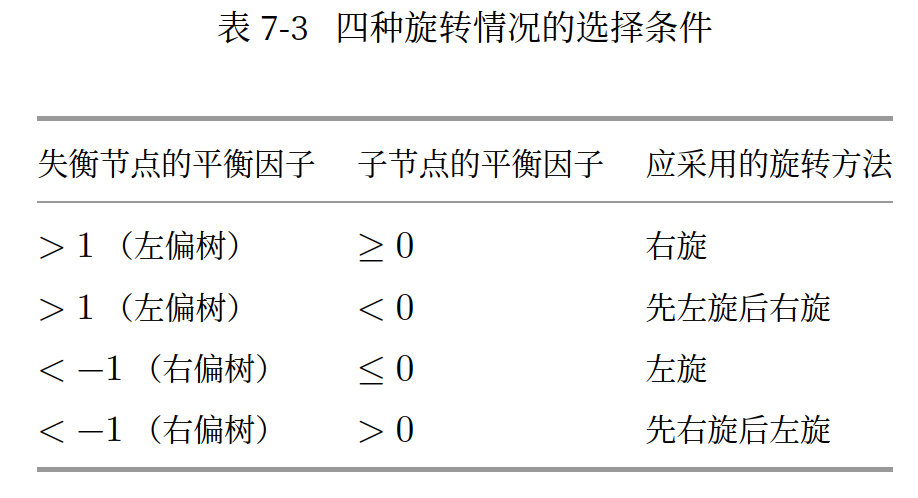 表 7-3 四种旋转情况的选择条件
失衡节点的平衡因子 子节点的平衡因子 应采用的旋转方法
> 1 （左偏树） ≥ 0 右旋
> 1 （左偏树） < 0 先左旋后右旋
< −1 （右偏树） ≤ 0 左旋
< −1 （右偏树） > 0 先右旋后左旋